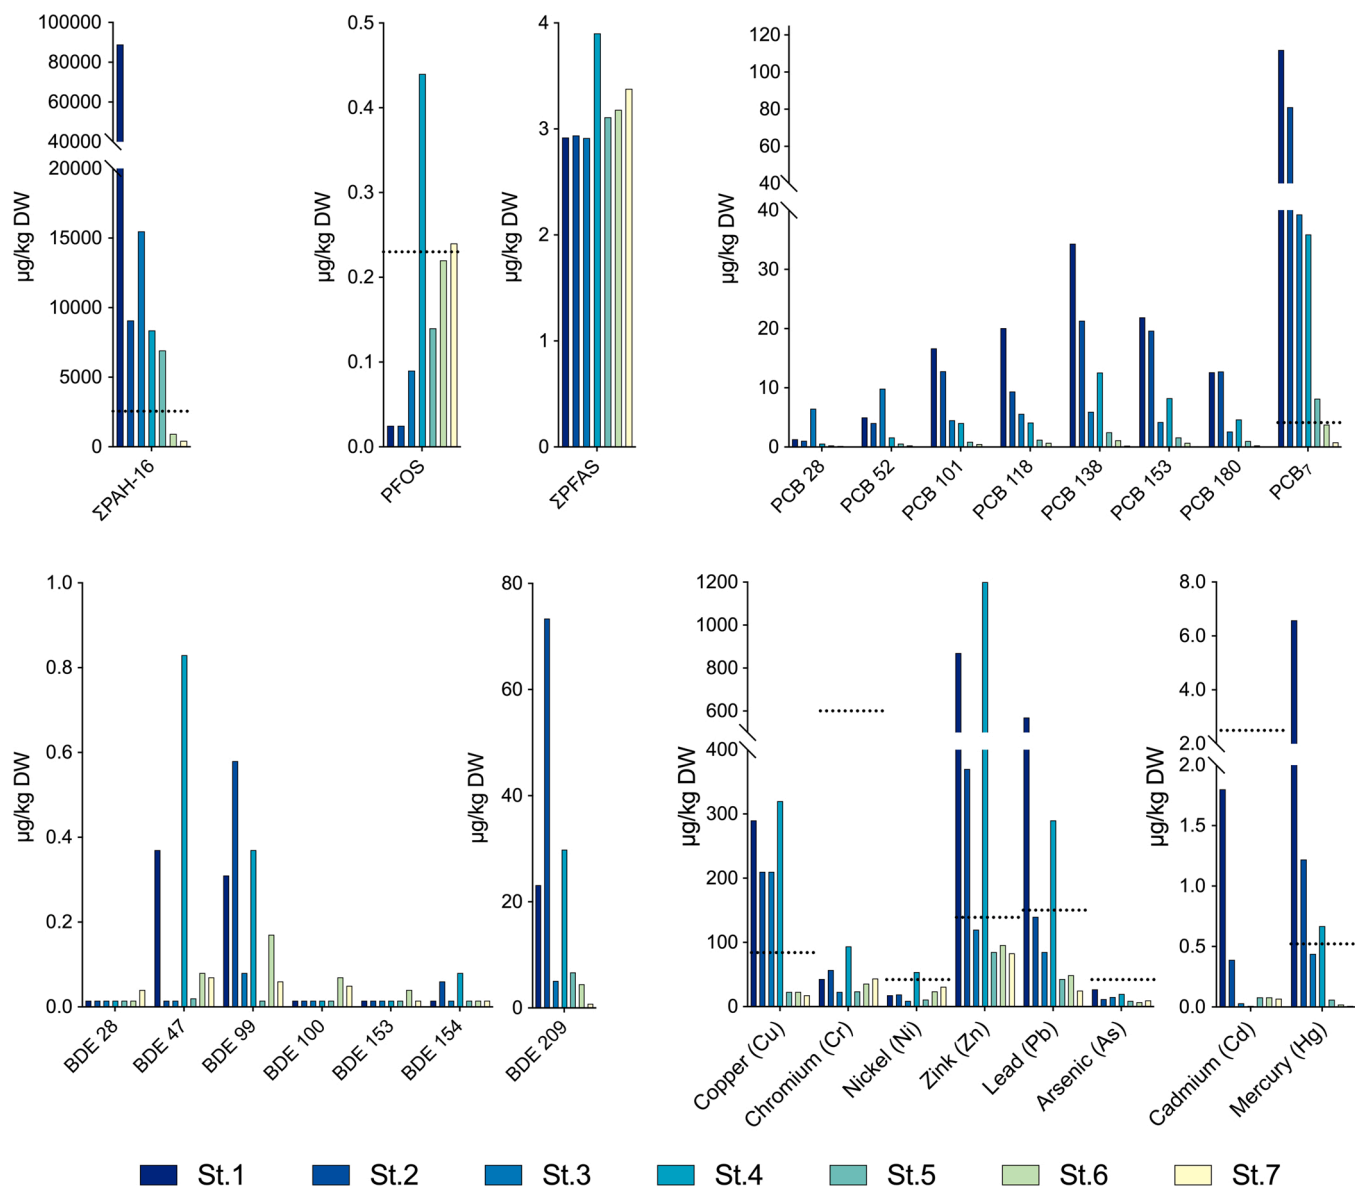 100000
80000
60000
40000
20000
15000
10000
5000
0
µg/kg DW
ΣPAH-16
0.5
0.4
0.3
0.2
0.1
0.0
µg/kg DW
PFOS
4
3
2
1
0
µg/kg DW
ΣPFAS
120
100
80
60
40
40
30
20
10
0
µg/kg DW
PCB 28
PCB 52
PCB 101
PCB 118
PCB 138
PCB 153
PCB 180
PCB₇
1.0
0.8
0.6
0.4
0.2
0.0
µg/kg DW
BDE 28
BDE 47
BDE 99
BDE 100
BDE 153
BDE 154
80
60
40
20
0
µg/kg DW
BDE 209
1200
1000
800
600
400
300
200
100
0
µg/kg DW
Copper (Cu)
Chromium (Cr)
Nickel (Ni)
Zink (Zn)
Lead (Pb)
Arsenic (As)
8.0
6.0
4.0
2.0
2.0
1.5
1.0
0.5
0.0
µg/kg DW
Cadmium (Cd)
Mercury (Hg)
St.1
St.2
St.3
St.4
St.5
St.6
St.7